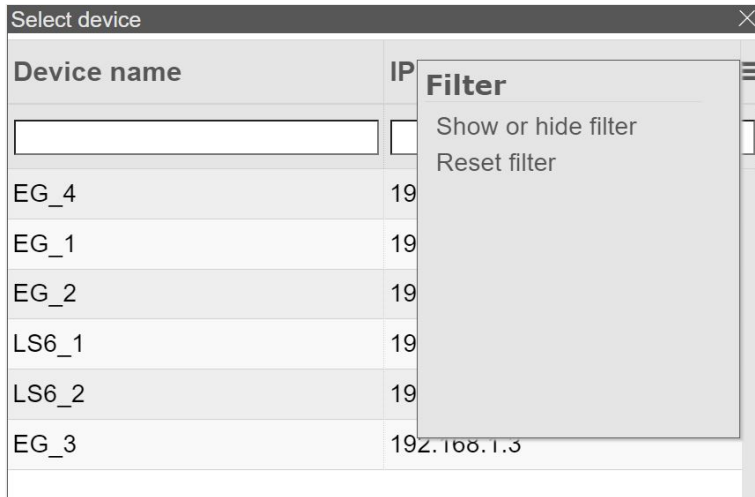 Select device
Device name IP
Filter
Show or hide filter
Reset filter
EG_4 19
EG_1 19
EG_2 19
LS6_1 19
LS6_2 19
EG_3 192.168.1.3